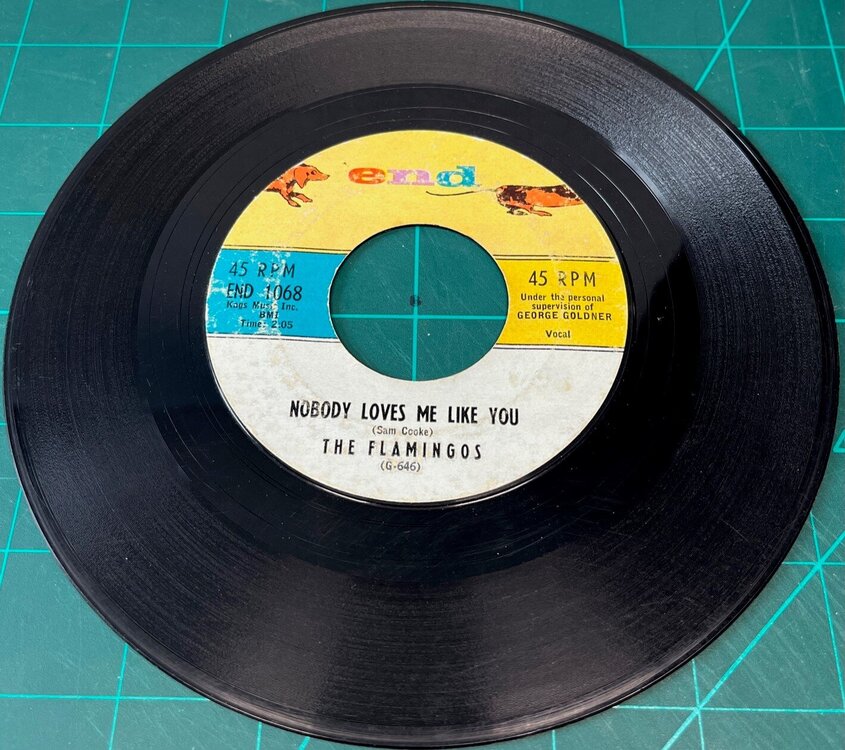 end
45 RPM
END 1068
Kags Music Inc.
BMI
Time: 2:05
45 RPM
Under the personal
supervision of
GEORGE GOLDNER
Vocal
NOBODY LOVES ME LIKE YOU
(Sam Cooke)
THE FLAMINGOS
(G-646)